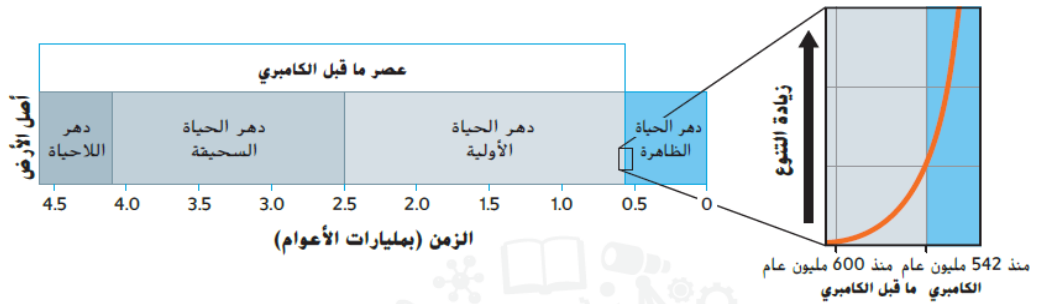 عصر ما قبل الكامبري
أصل الأرض
دهر
اللاحياة
دهر الحياة
السحيقة
دهر الحياة
الأولية
دهر الحياة
الظاهرة
4.5 4.0 3.5 3.0 2.5 2.0 1.5 1.0 0.5 0
الزمن (بمليارات الأعوام)
زيادة التنوع
منذ 600 مليون عام
ما قبل الكامبري
منذ 542 مليون عام
الكامبري